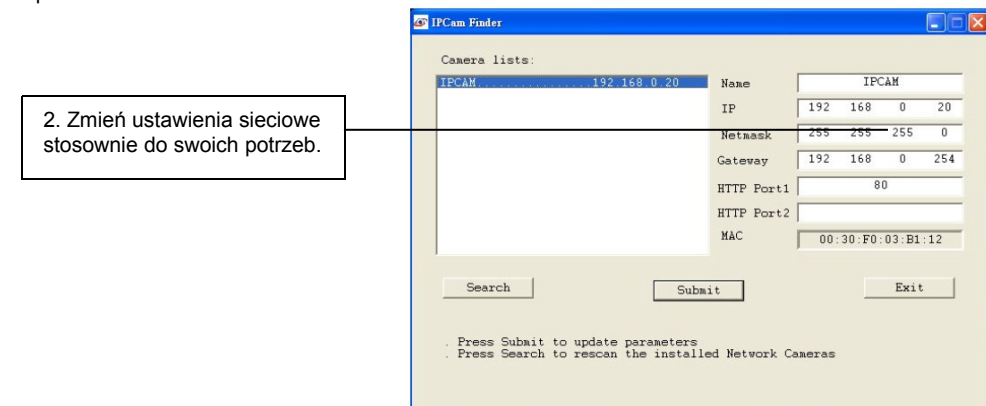 IPCam Finder
Camera lists:
IPCAM.................192.168.0.20
2. Zmień ustawienia sieciowe
stosownie do swoich potrzeb.
Name IPCAM
IP 192 168 0 20
Netmask 255 255 255 0
Gateway 192 168 0 254
HTTP Port1 80
HTTP Port2
MAC 00:30:F0:03:B1:12
Search Submit Exit
. Press Submit to update parameters
. Press Search to rescan the installed Network Cameras